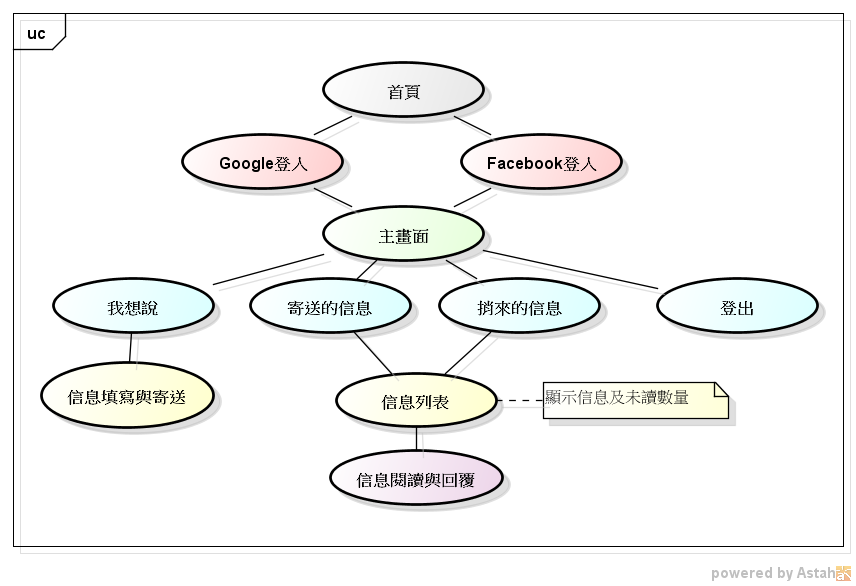 uc
首頁
Google登入
Facebook登入
主畫面
我想說
寄送的信息
捎來的信息
登出
信息填寫與寄送
信息列表
顯示信息及未讀數量
信息閱讀與回覆
powered by Astah